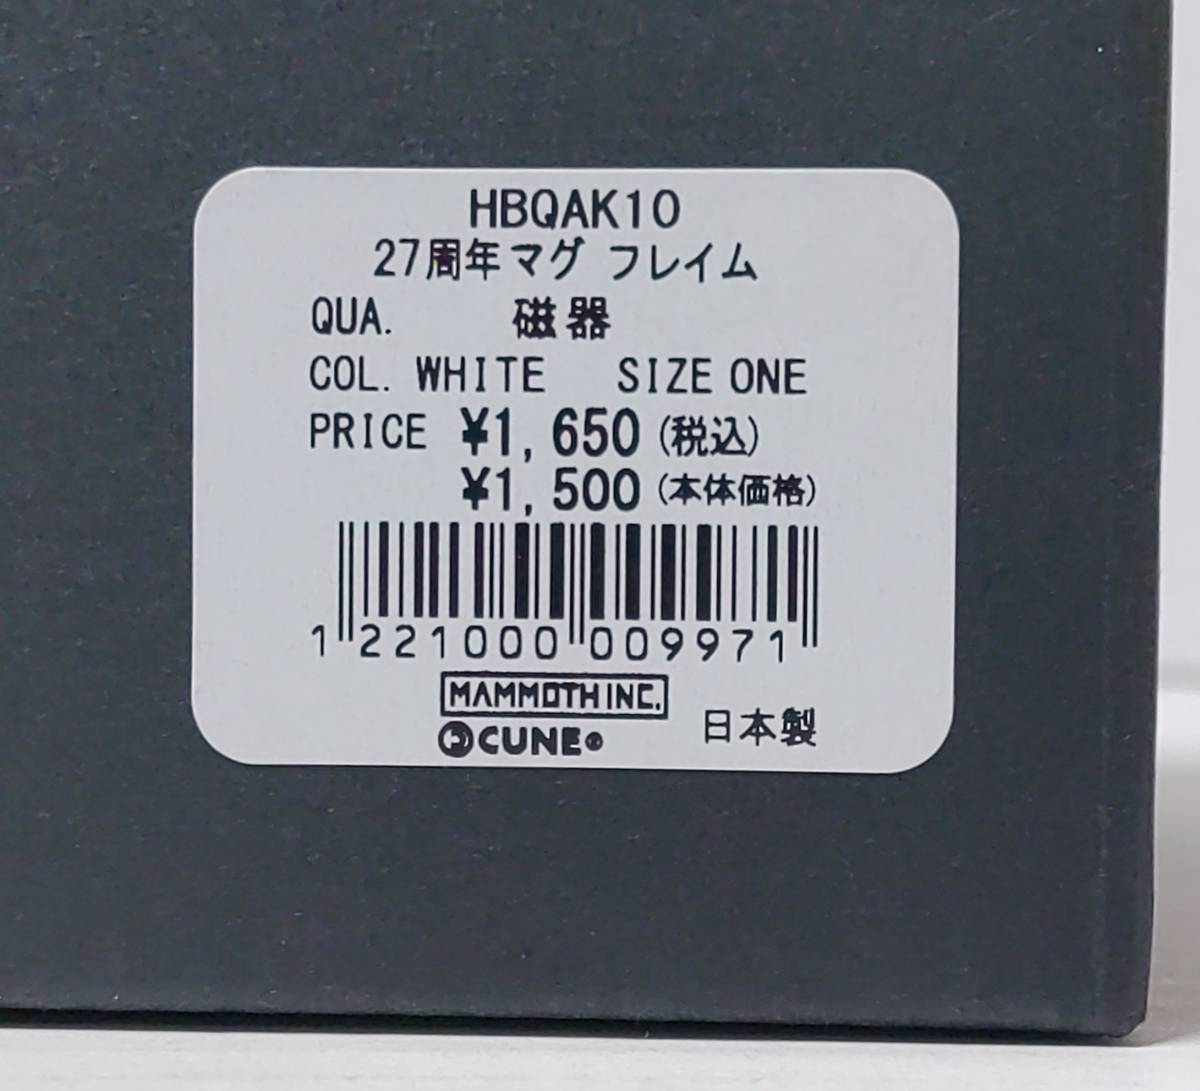 HBQAK10
27周年マグ フレイム
QUA. 磁器
COL. WHITE SIZE ONE
PRICE ¥1,650 (税込)
¥1,500 (本体価格)
1 221000 009971
MAMMOTH INC.
CUNE®
日本製